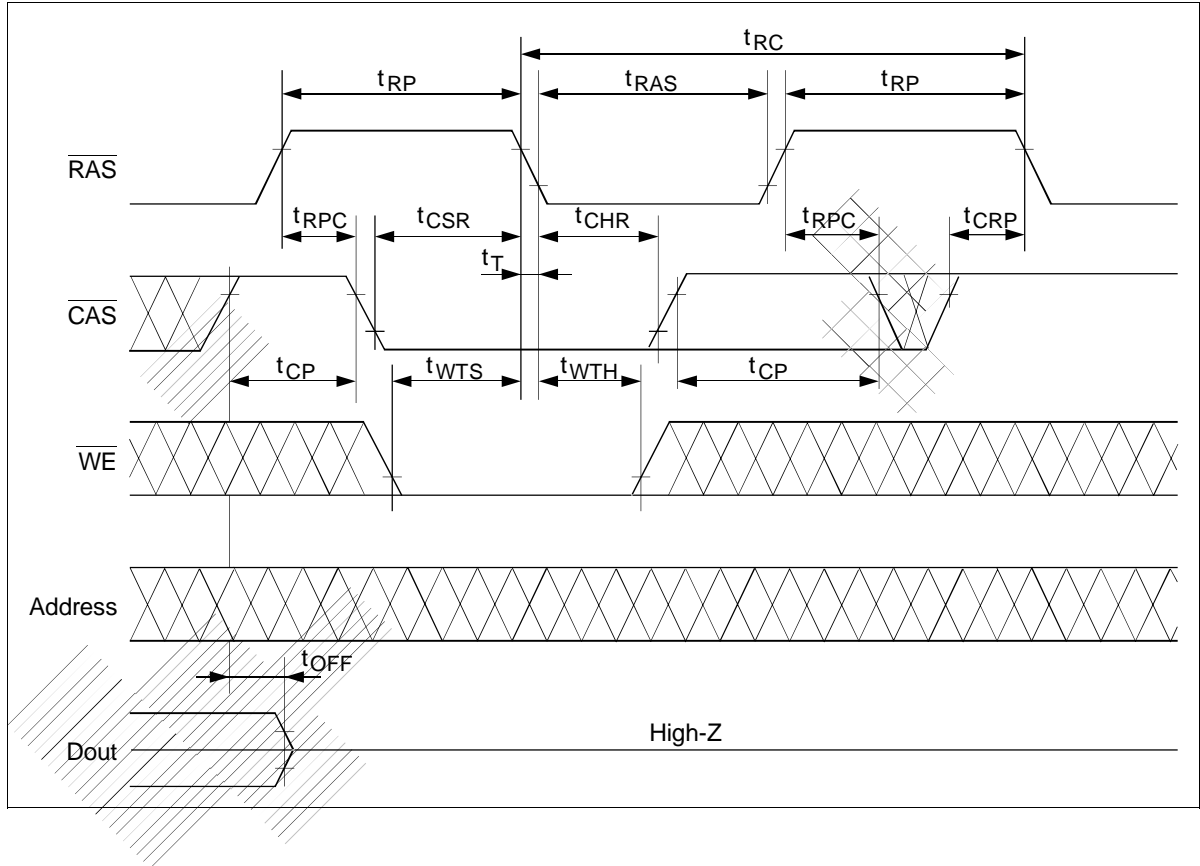 tRC
tRP
tRAS
tRP
RAS
tRPC
tCSR
tCHR
tRPC
tCRP
tT
CAS
tCP
tWTS
tWTH
tCP
WE
Address
tOFF
Dout
High-Z